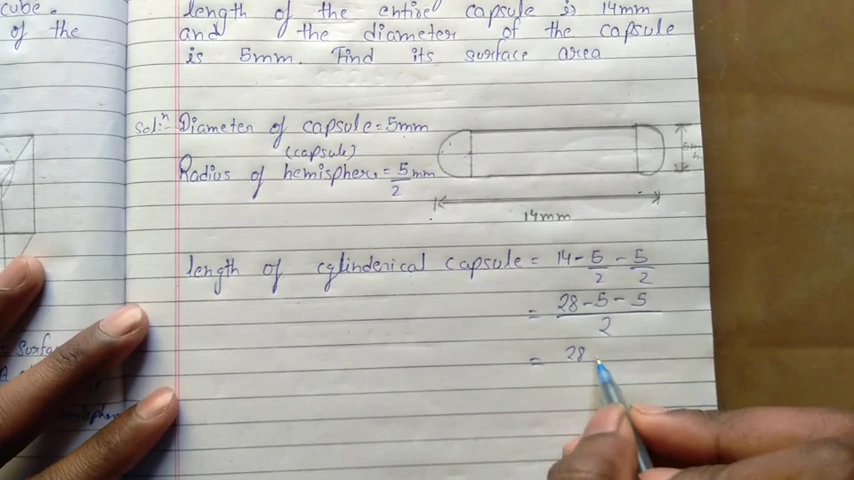 cube.
of the
length of the entire capsule is 14mm
and the diameter of the capsule
is 5mm. Find its surface area
Solⁿ:- Diameter of capsule = 5mm
(capsule)
Radius of hemisphere = 5/2 mm
14mm
length of cylinderical capsule = 14 - 5/2 - 5/2
= 28 - 5 - 5 / 2
= 28
= surfa